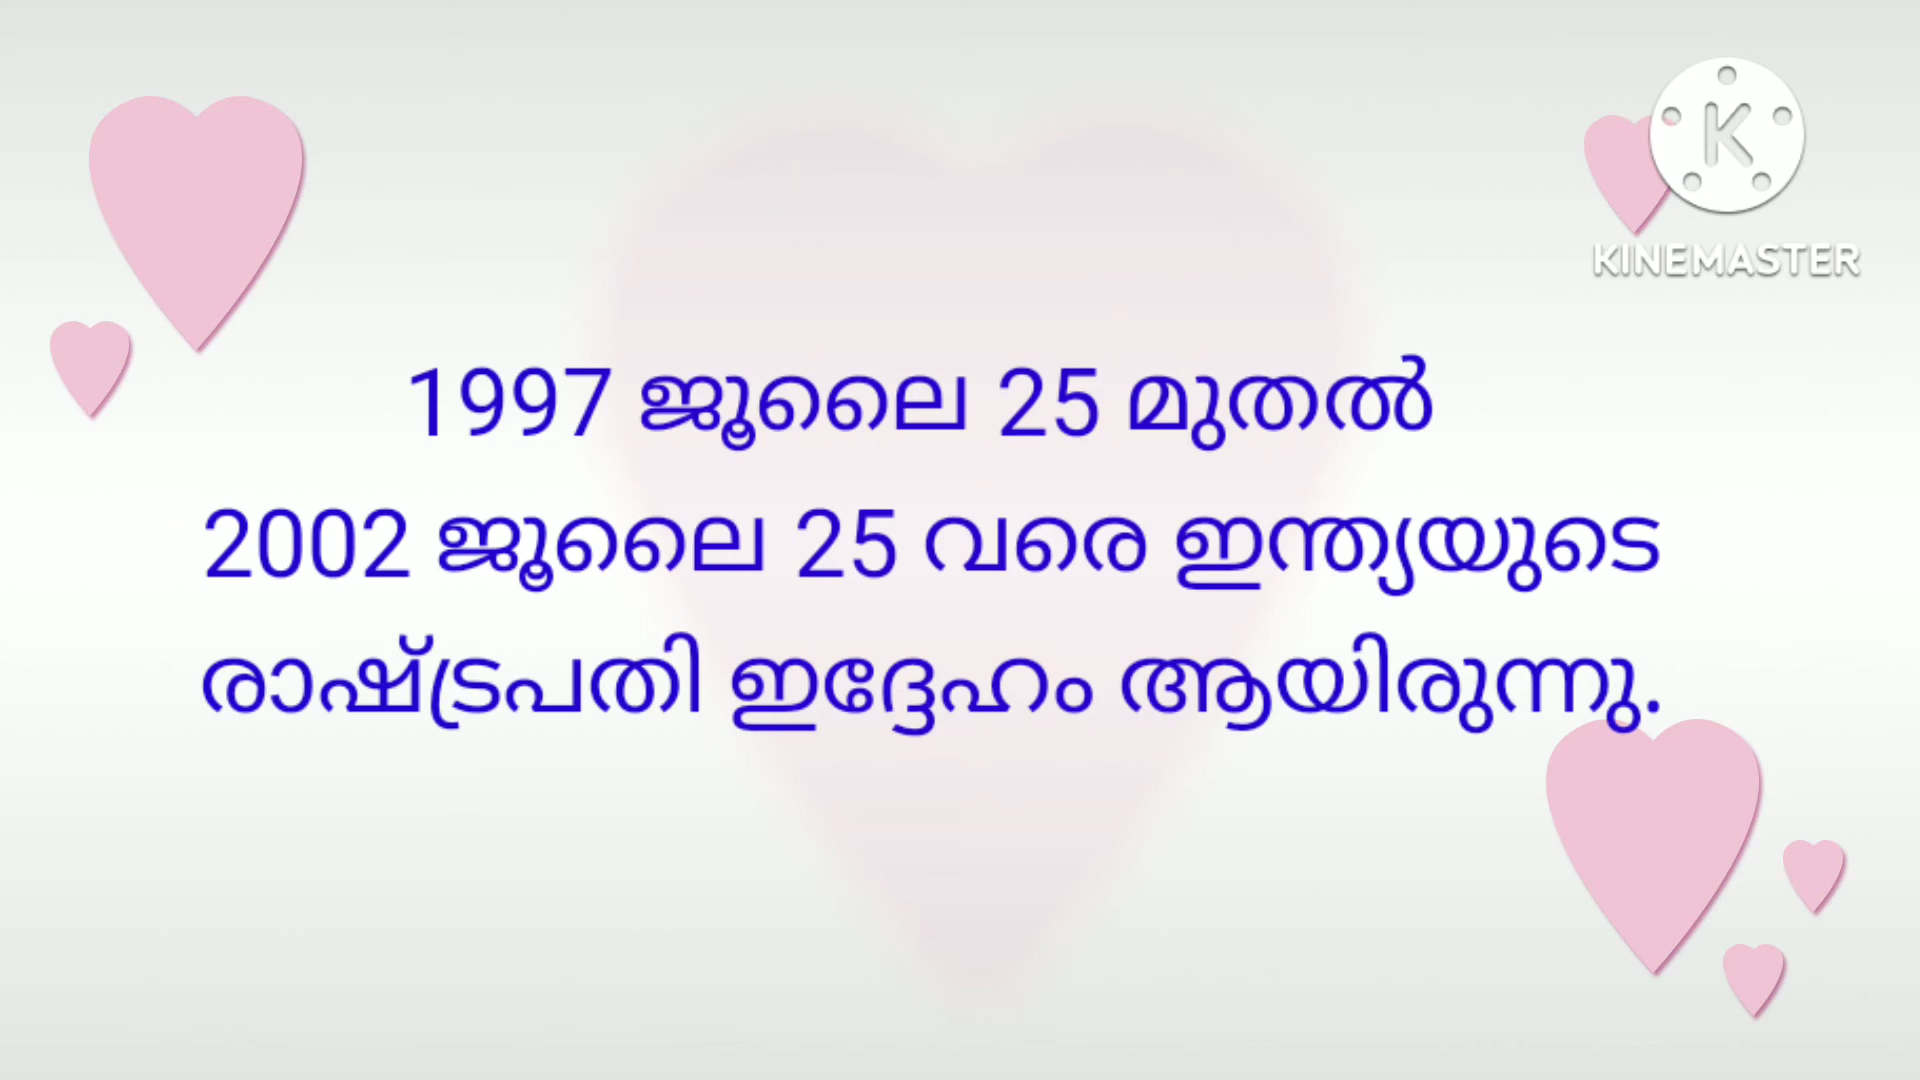 KINEMASTER
1997 ജൂലൈ 25 മുതൽ
2002 ജൂലൈ 25 വരെ ഇന്ത്യയുടെ
രാഷ്ട്രപതി ഇദ്ദേഹം ആയിരുന്നു.